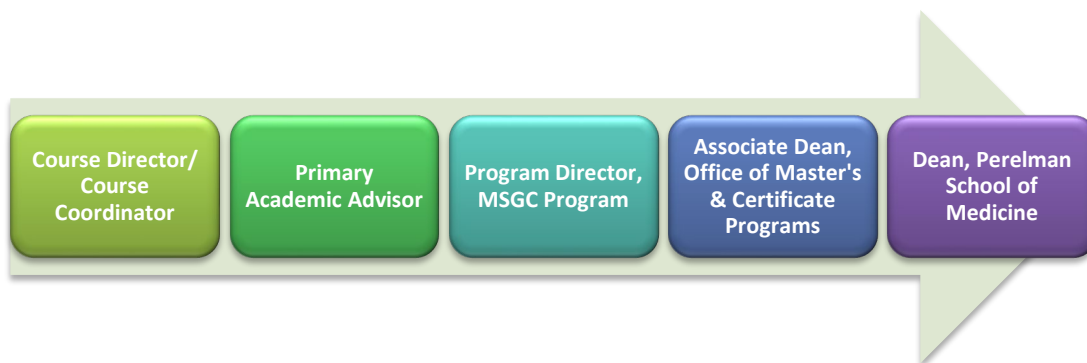 Course Director/
Course
Coordinator
Primary
Academic Advisor
Program Director,
MSGC Program
Associate Dean,
Office of Master's
& Certificate
Programs
Dean, Perelman
School of
Medicine